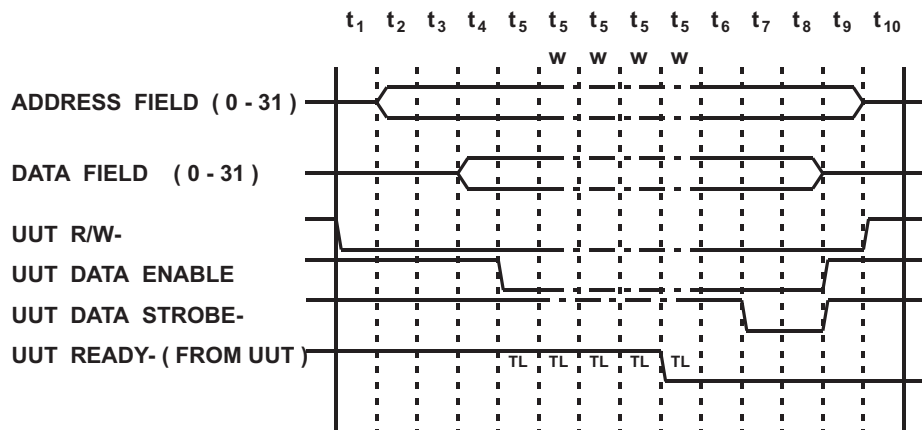 t1 t2 t3 t4 t5 t5 t5 t5 t5 t6 t7 t8 t9 t10
w w w w
ADDRESS FIELD ( 0 - 31 )
DATA FIELD ( 0 - 31 )
UUT R/W-
UUT DATA ENABLE
UUT DATA STROBE-
UUT READY- ( FROM UUT )
TL TL TL TL TL